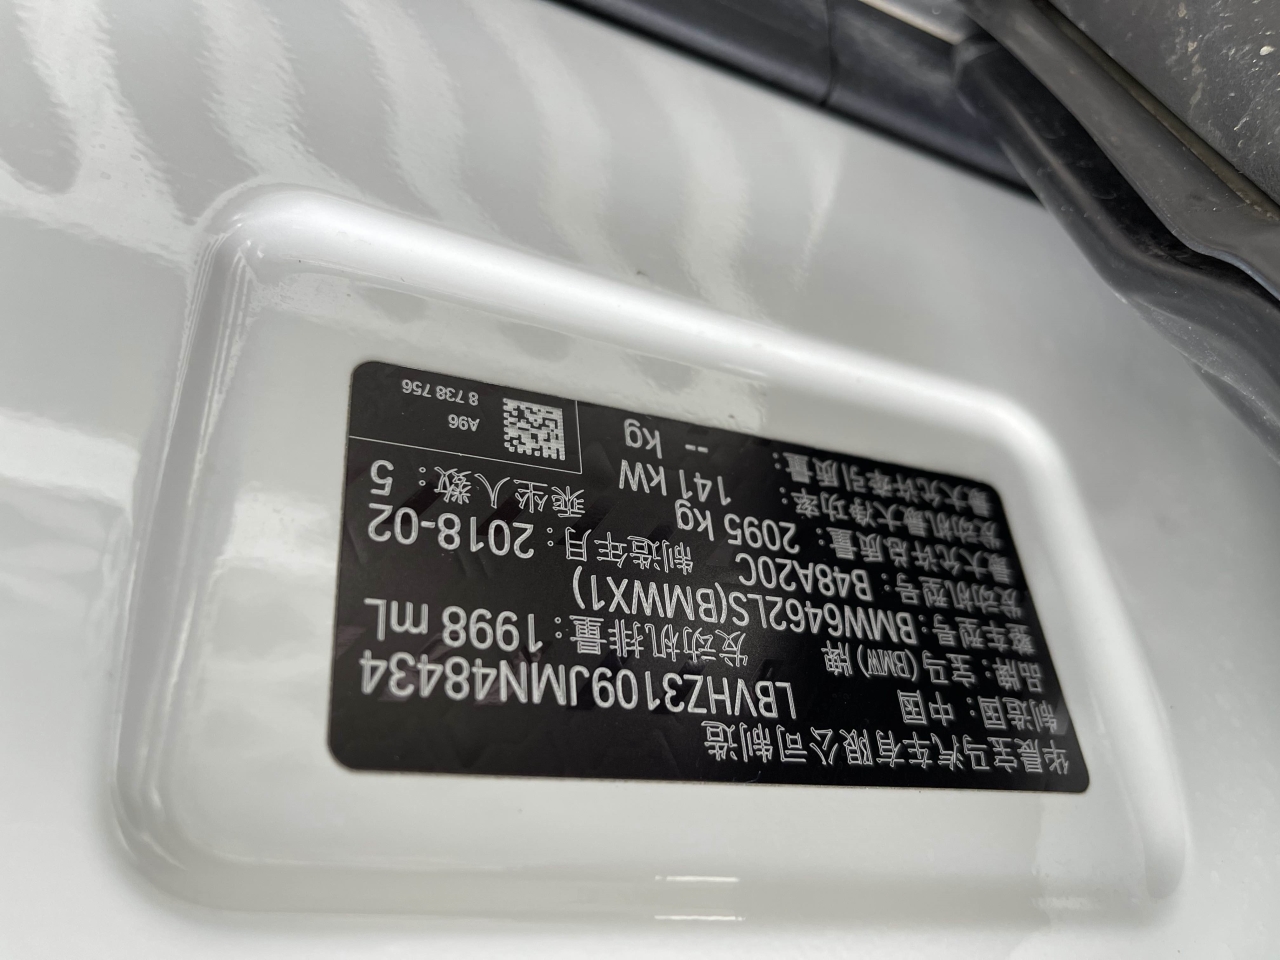 华晨宝马汽车有限公司制造
制造国：中国
LBVHZ3109JMN48434
品牌：宝马(BMW)牌
发动机排量：1998 mL
整车型号：BMW6462LS(BMWX1)
发动机型号：B48A20C
制造年月：2018-02
最大允许总质量：2095 kg
乘坐人数：5
发动机最大净功率：141 kW
最大允许牵引质量：-- kg
A96
8 738 756